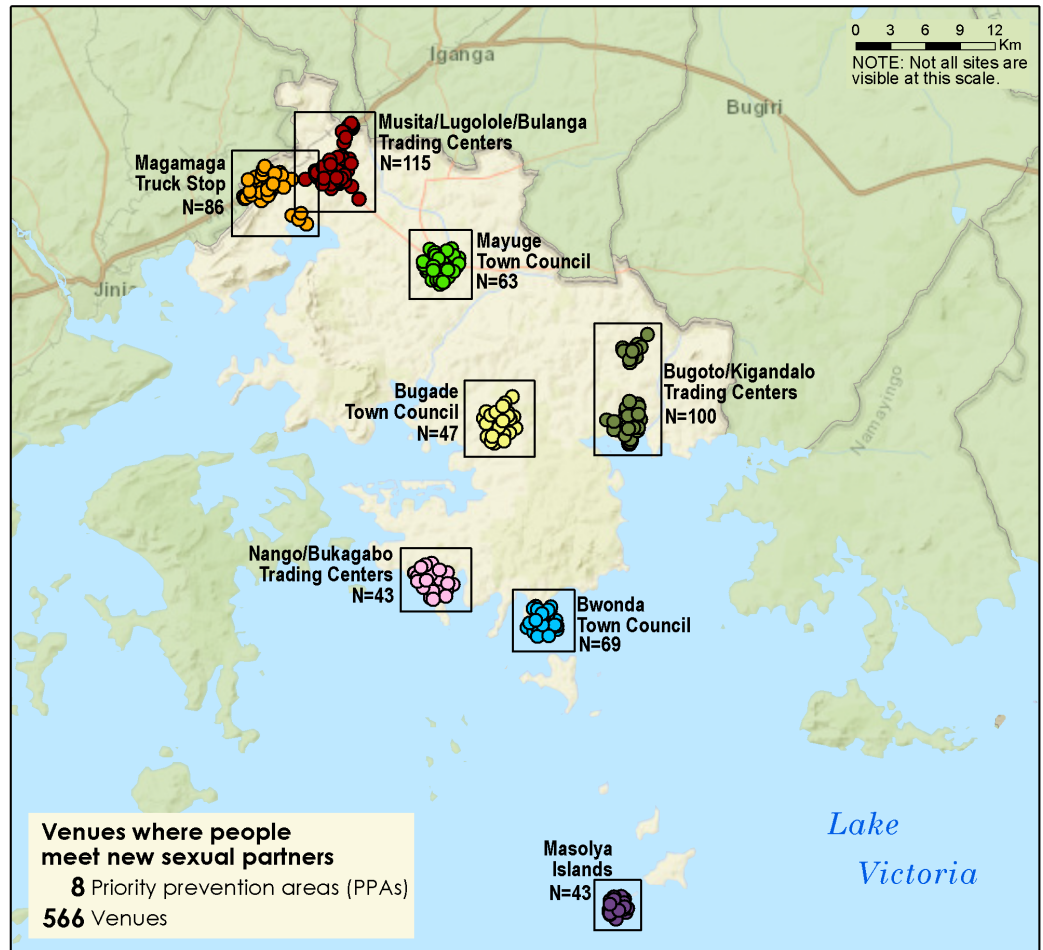 Iganga
0 3 6 9 12
Km
NOTE: Not all sites are
visible at this scale.
Bugiri
Musita/Lugolole/Bulanga
Trading Centers
N=115
Magamaga
Truck Stop
N=86
Mayuge
Town Council
N=63
Jinja
Bugoto/Kigandalo
Trading Centers
N=100
Bugade
Town Council
N=47
Namayingo
Nango/Bukagabo
Trading Centers
N=43
Bwonda
Town Council
N=69
Lake
Victoria
Masolya
Islands
N=43
Venues where people
meet new sexual partners
8 Priority prevention areas (PPAs)
566 Venues